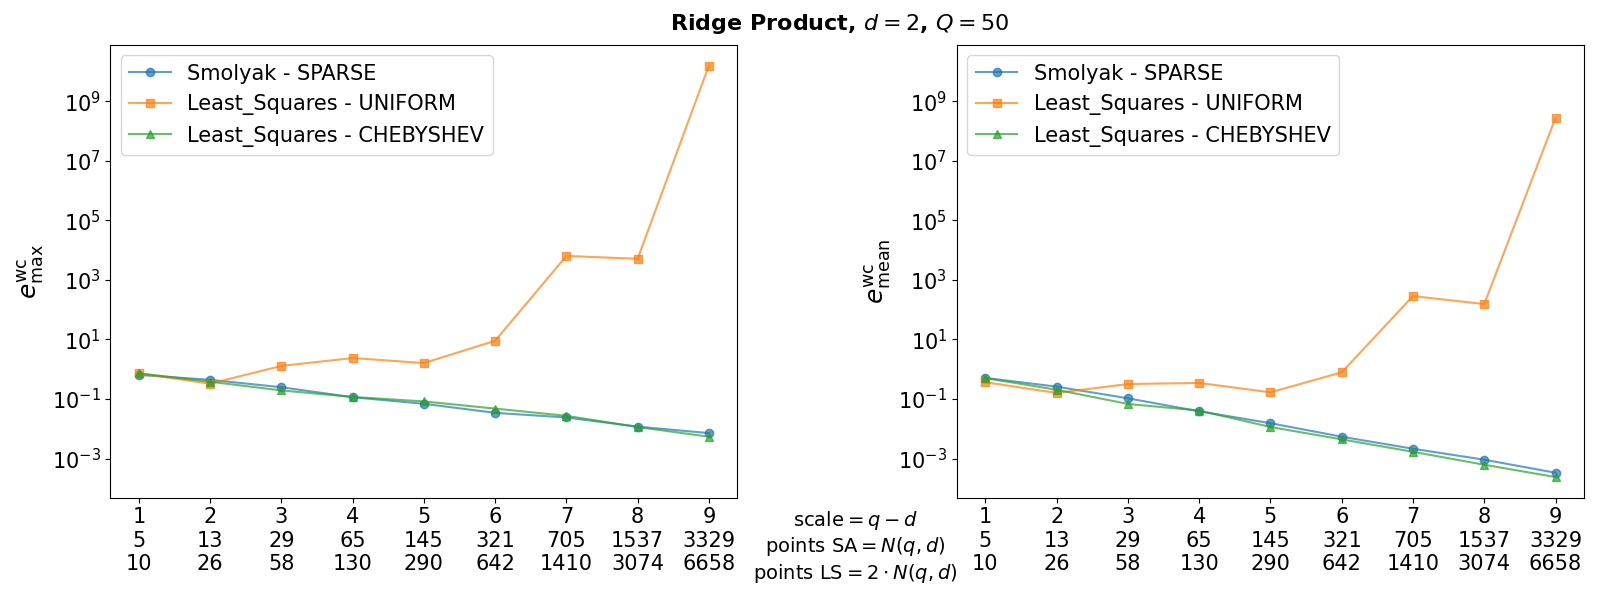 Ridge Product, d = 2, Q = 50
Smolyak - SPARSE
Least_Squares - UNIFORM
Least_Squares - CHEBYSHEV
10^9
10^7
10^5
10^3
10^1
10^−1
10^−3
e^wc_max
1 2 3 4 5 6 7 8 9
5 13 29 65 145 321 705 1537 3329
10 26 58 130 290 642 1410 3074 6658
scale = q − d
points SA = N(q, d)
points LS = 2 · N(q, d)
Smolyak - SPARSE
Least_Squares - UNIFORM
Least_Squares - CHEBYSHEV
10^9
10^7
10^5
10^3
10^1
10^−1
10^−3
e^wc_mean
1 2 3 4 5 6 7 8 9
5 13 29 65 145 321 705 1537 3329
10 26 58 130 290 642 1410 3074 6658